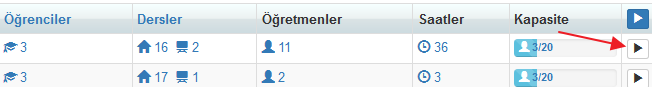 Öğrenciler Dersler Öğretmenler Saatler Kapasite
3 16 2 11 36 3/20
3 17 1 2 3 3/20